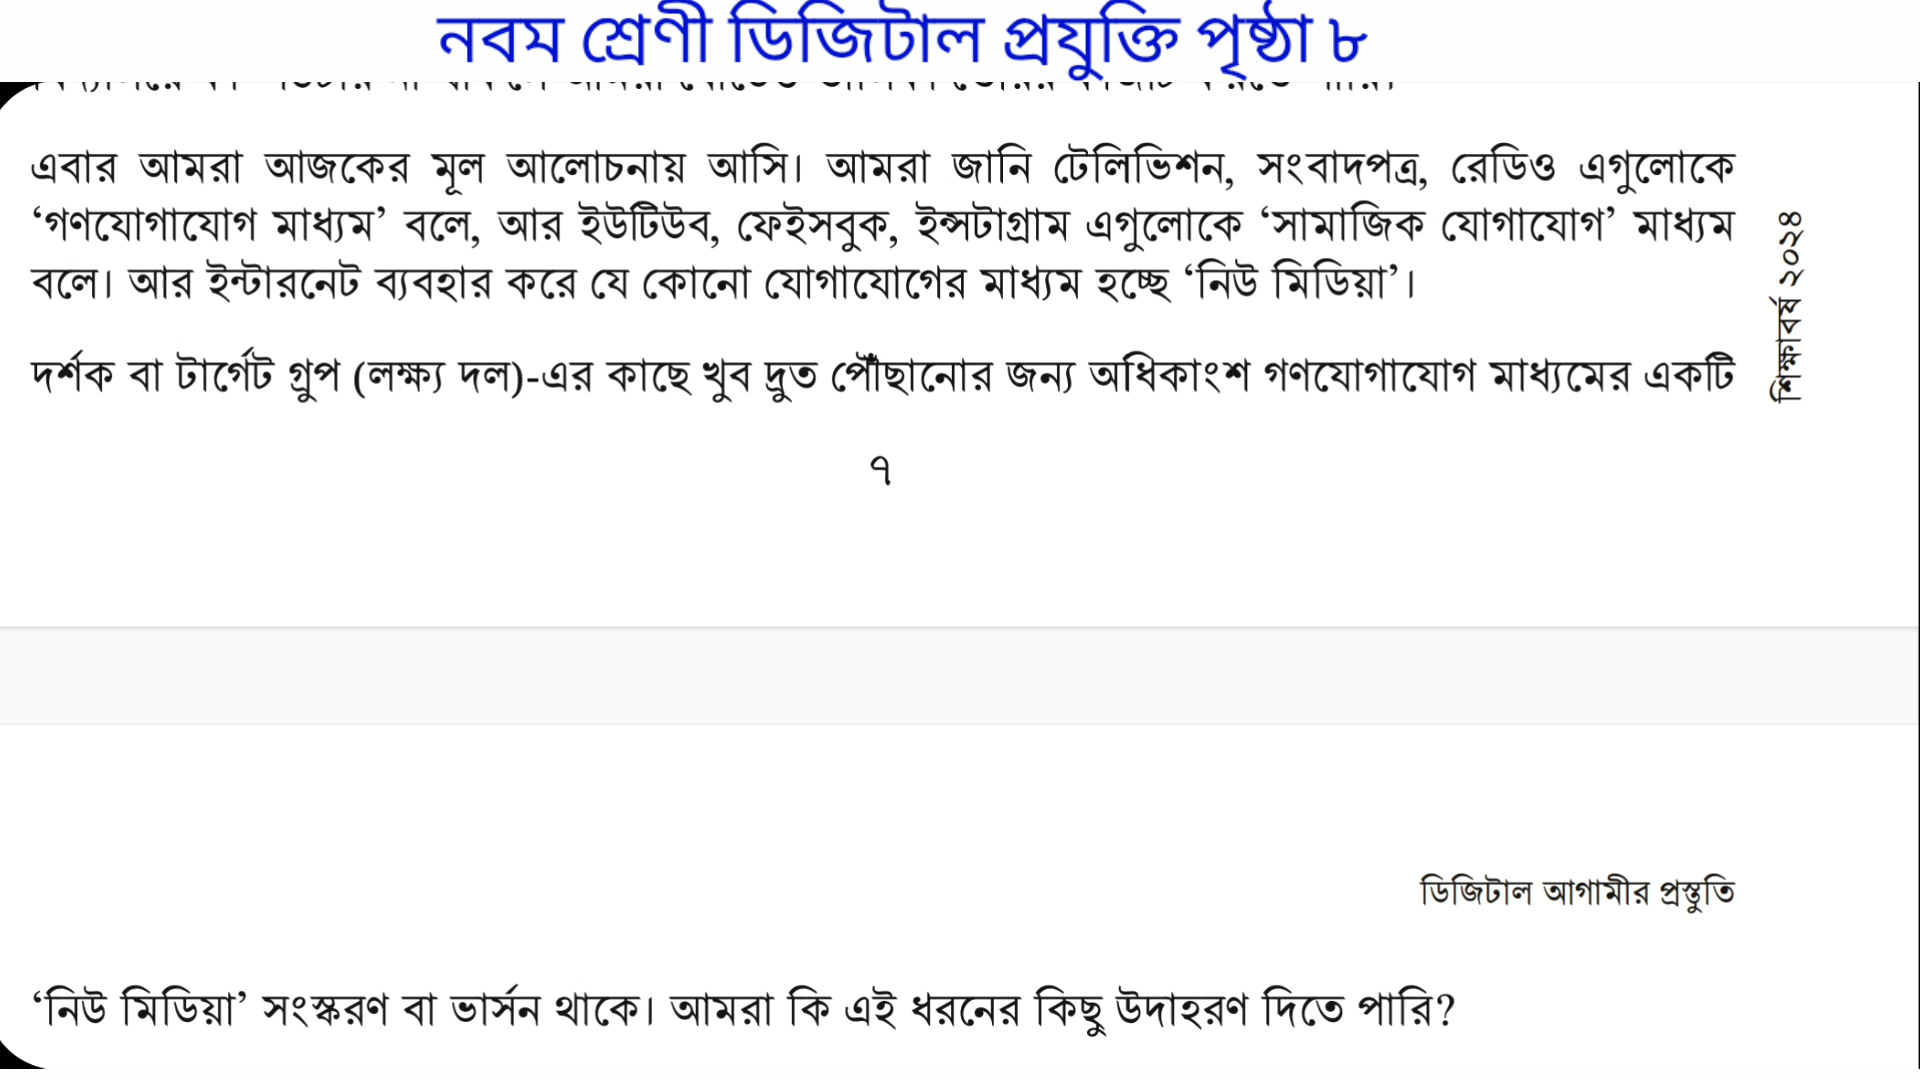 নবম শ্রেণী ডিজিটাল প্রযুক্তি পৃষ্ঠা ৮
এবার আমরা আজকের মূল আলোচনায় আসি। আমরা জানি টেলিভিশন, সংবাদপত্র, রেডিও এগুলোকে
‘গণযোগাযোগ মাধ্যম’ বলে, আর ইউটিউব, ফেইসবুক, ইন্সটাগ্রাম এগুলোকে ‘সামাজিক যোগাযোগ’ মাধ্যম
বলে। আর ইন্টারনেট ব্যবহার করে যে কোনো যোগাযোগের মাধ্যম হচ্ছে ‘নিউ মিডিয়া’।
দর্শক বা টার্গেট গ্রুপ (লক্ষ্য দল)-এর কাছে খুব দ্রুত পৌঁছানোর জন্য অধিকাংশ গণযোগাযোগ মাধ্যমের একটি
শিক্ষাবর্ষ ২০২৪
৭
ডিজিটাল আগামীর প্রস্তুতি
‘নিউ মিডিয়া’ সংস্করণ বা ভার্সন থাকে। আমরা কি এই ধরনের কিছু উদাহরণ দিতে পারি?